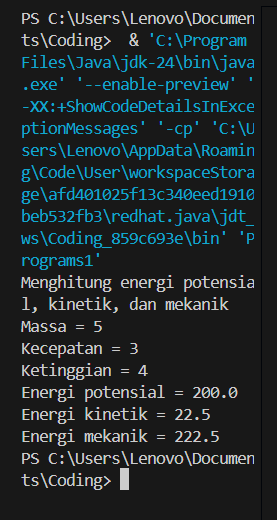 PS C:\Users\Lenovo\Documen
ts\Coding>  & 'C:\Program 
Files\Java\jdk-24\bin\java
.exe' '--enable-preview' '
-XX:+ShowCodeDetailsInExce
ptionMessages' '-cp' 'C:\U
sers\Lenovo\AppData\Roamin
g\Code\User\workspaceStora
ge\afd401025f13c340eed1910
beb532fb3\redhat.java\jdt_
ws\Coding_859c693e\bin' 'P
rograms1'
Menghitung energi potensia
l, kinetik, dan mekanik
Massa = 5
Kecepatan = 3
Ketinggian = 4
Energi potensial = 200.0
Energi kinetik = 22.5
Energi mekanik = 222.5
PS C:\Users\Lenovo\Documen
ts\Coding>